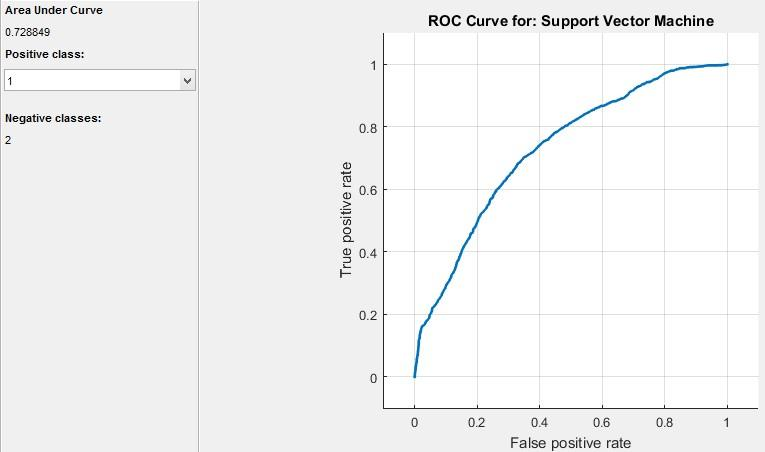 Area Under Curve
0.728849
Positive class:
1
Negative classes:
2
ROC Curve for: Support Vector Machine
True positive rate
1
0.8
0.6
0.4
0.2
0
0 0.2 0.4 0.6 0.8 1
False positive rate